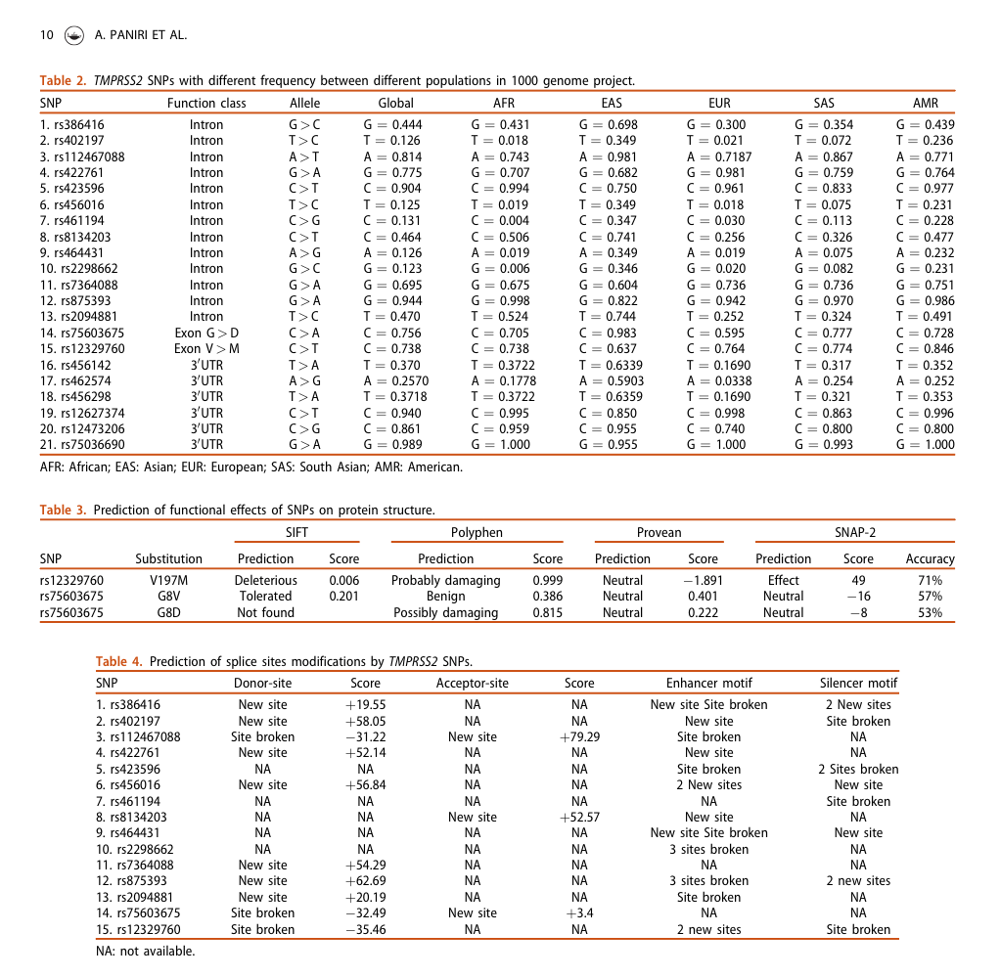 10 A. PANIRI ET AL.
Table 2. TMPRSS2 SNPs with different frequency between different populations in 1000 genome project.
SNP Function class Allele Global AFR EAS EUR SAS AMR
1. rs386416 Intron G > C G = 0.444 G = 0.431 G = 0.698 G = 0.300 G = 0.354 G = 0.439
2. rs402197 Intron T > C T = 0.126 T = 0.018 T = 0.349 T = 0.021 T = 0.072 T = 0.236
3. rs112467088 Intron A > T A = 0.814 A = 0.743 A = 0.981 A = 0.7187 A = 0.867 A = 0.771
4. rs422761 Intron G > A G = 0.775 G = 0.707 G = 0.682 G = 0.981 G = 0.759 G = 0.764
5. rs423596 Intron C > T C = 0.904 C = 0.994 C = 0.750 C = 0.961 C = 0.833 C = 0.977
6. rs456016 Intron T > C T = 0.125 T = 0.019 T = 0.349 T = 0.018 T = 0.075 T = 0.231
7. rs461194 Intron C > G C = 0.131 C = 0.004 C = 0.347 C = 0.030 C = 0.113 C = 0.228
8. rs8134203 Intron C > T C = 0.464 C = 0.506 C = 0.741 C = 0.256 C = 0.326 C = 0.477
9. rs464431 Intron A > G A = 0.126 A = 0.019 A = 0.349 A = 0.019 A = 0.075 A = 0.232
10. rs2298662 Intron G > C G = 0.123 G = 0.006 G = 0.346 G = 0.020 G = 0.082 G = 0.231
11. rs7364088 Intron G > A G = 0.695 G = 0.675 G = 0.604 G = 0.736 G = 0.736 G = 0.751
12. rs875393 Intron G > A G = 0.944 G = 0.998 G = 0.822 G = 0.942 G = 0.970 G = 0.986
13. rs2094881 Intron T > C T = 0.470 T = 0.524 T = 0.744 T = 0.252 T = 0.324 T = 0.491
14. rs75603675 Exon G > D C > A C = 0.756 C = 0.705 C = 0.983 C = 0.595 C = 0.777 C = 0.728
15. rs12329760 Exon V > M C > T C = 0.738 C = 0.738 C = 0.637 C = 0.764 C = 0.774 C = 0.846
16. rs456142 3′UTR T > A T = 0.370 T = 0.3722 T = 0.6339 T = 0.1690 T = 0.317 T = 0.352
17. rs462574 3′UTR A > G A = 0.2570 A = 0.1778 A = 0.5903 A = 0.0338 A = 0.254 A = 0.252
18. rs456298 3′UTR T > A T = 0.3718 T = 0.3722 T = 0.6359 T = 0.1690 T = 0.321 T = 0.353
19. rs12627374 3′UTR C > T C = 0.940 C = 0.995 C = 0.850 C = 0.998 C = 0.863 C = 0.996
20. rs12473206 3′UTR C > G C = 0.861 C = 0.959 C = 0.955 C = 0.740 C = 0.800 C = 0.800
21. rs75036690 3′UTR G > A G = 0.989 G = 1.000 G = 0.955 G = 1.000 G = 0.993 G = 1.000
AFR: African; EAS: Asian; EUR: European; SAS: South Asian; AMR: American.
Table 3. Prediction of functional effects of SNPs on protein structure.
SIFT Polyphen Provean SNAP-2
SNP Substitution Prediction Score Prediction Score Prediction Score Prediction Score Accuracy
rs12329760 V197M Deleterious 0.006 Probably damaging 0.999 Neutral −1.891 Effect 49 71%
rs75603675 G8V Tolerated 0.201 Benign 0.386 Neutral 0.401 Neutral −16 57%
rs75603675 G8D Not found Possibly damaging 0.815 Neutral 0.222 Neutral −8 53%
Table 4. Prediction of splice sites modifications by TMPRSS2 SNPs.
SNP Donor-site Score Acceptor-site Score Enhancer motif Silencer motif
1. rs386416 New site +19.55 NA NA New site Site broken 2 New sites
2. rs402197 New site +58.05 NA NA New site Site broken
3. rs112467088 Site broken −31.22 New site +79.29 Site broken NA
4. rs422761 New site +52.14 NA NA New site NA
5. rs423596 NA NA NA NA Site broken 2 Sites broken
6. rs456016 New site +56.84 NA NA 2 New sites New site
7. rs461194 NA NA NA NA NA Site broken
8. rs8134203 NA NA New site +52.57 New site NA
9. rs464431 NA NA NA NA New site Site broken New site
10. rs2298662 NA NA NA NA 3 sites broken NA
11. rs7364088 New site +54.29 NA NA NA NA
12. rs875393 New site +62.69 NA NA 3 sites broken 2 new sites
13. rs2094881 New site +20.19 NA NA Site broken NA
14. rs75603675 Site broken −32.49 New site +3.4 NA NA
15. rs12329760 Site broken −35.46 NA NA 2 new sites Site broken
NA: not available.